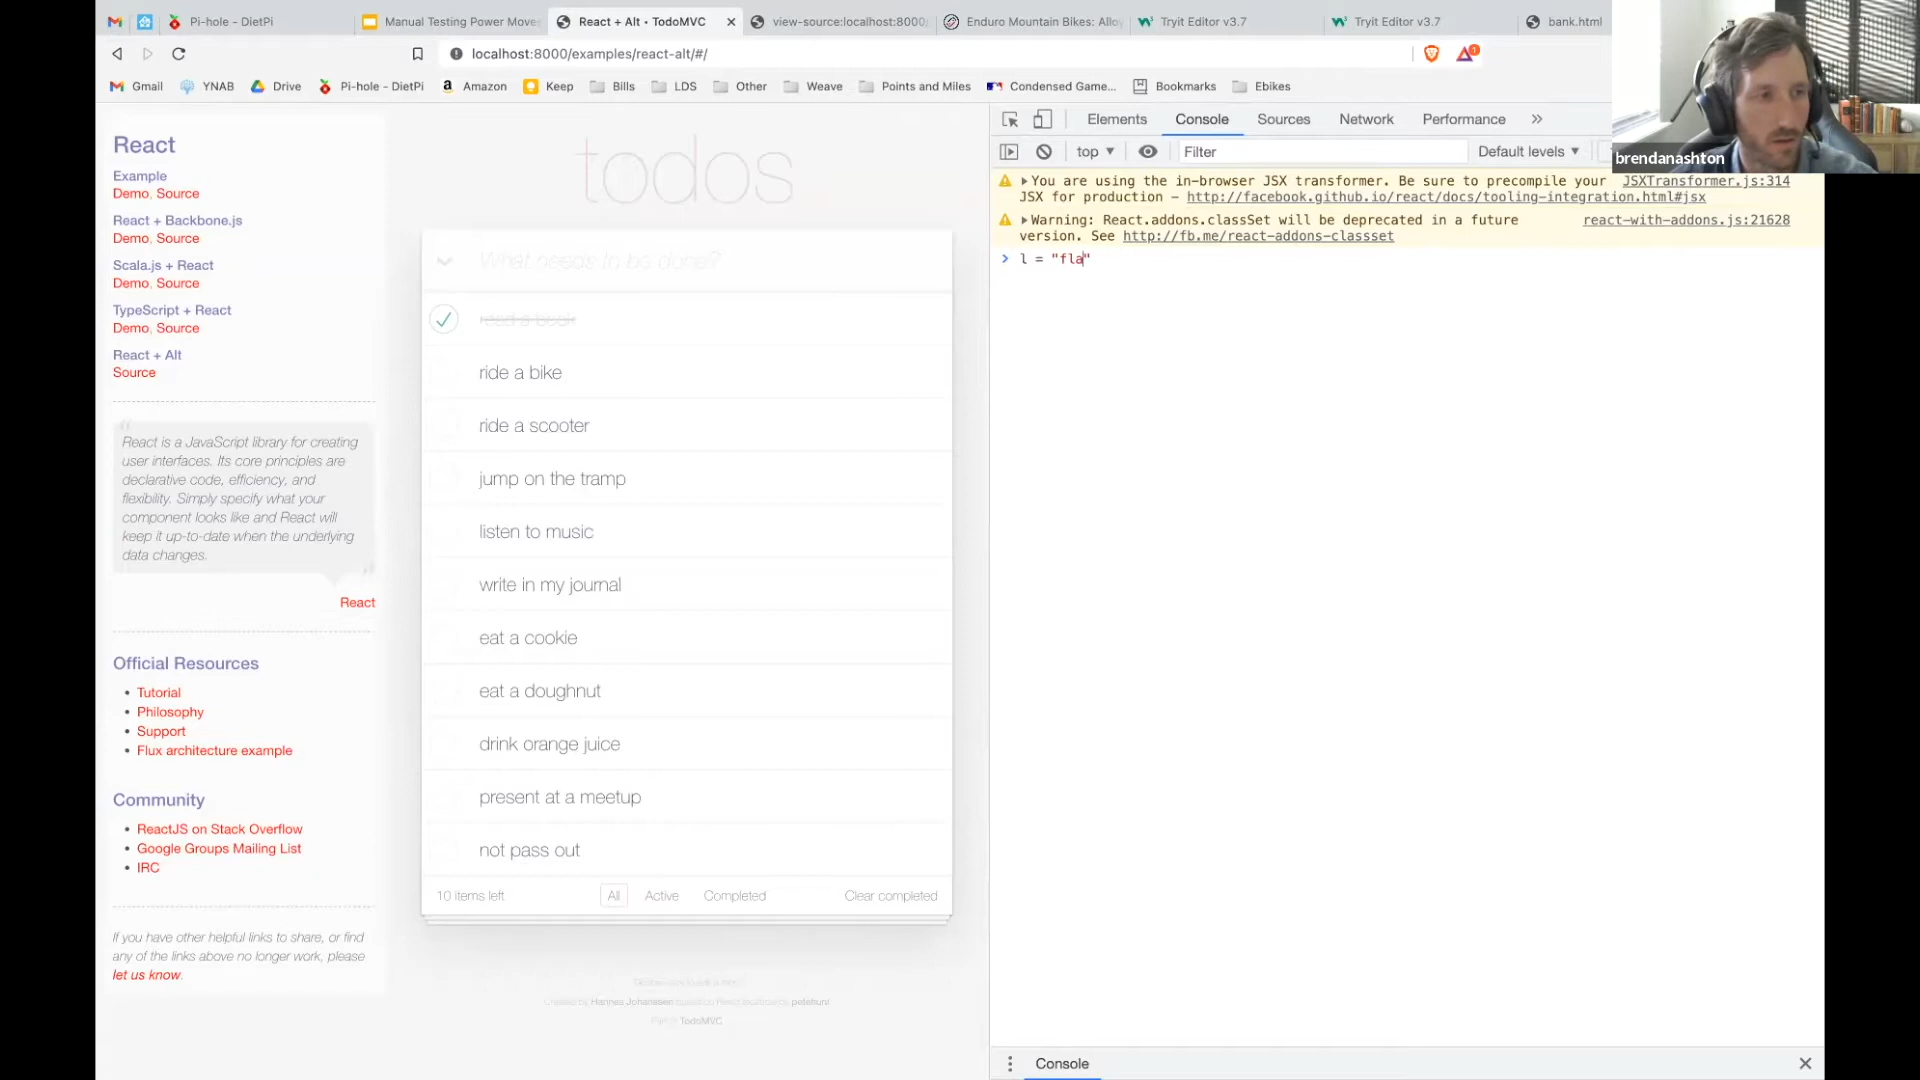 Pi-hole - DietPi
Manual Testing Power Moves
React + Alt • TodoMVC
view-source:localhost:8000/
Enduro Mountain Bikes: Alloy
Tryit Editor v3.7
Tryit Editor v3.7
bank.html
localhost:8000/examples/react-alt/#/
Gmail
YNAB
Drive
Pi-hole - DietPi
Amazon
Keep
Bills
LDS
Other
Weave
Points and Miles
Condensed Game...
Bookmarks
Ebikes
brendanashton
React
Example
Demo, Source
React + Backbone.js
Demo, Source
Scala.js + React
Demo, Source
TypeScript + React
Demo, Source
React + Alt
Source
React is a JavaScript library for creating
user interfaces. Its core principles are
declarative code, efficiency, and
flexibility. Simply specify what your
component looks like and React will
keep it up-to-date when the underlying
data changes.
React
Official Resources
• Tutorial
• Philosophy
• Support
• Flux architecture example
Community
• ReactJS on Stack Overflow
• Google Groups Mailing List
• IRC
If you have other helpful links to share, or find
any of the links above no longer work, please
let us know.
todos
What needs to be done?
read a book
ride a bike
ride a scooter
jump on the tramp
listen to music
write in my journal
eat a cookie
eat a doughnut
drink orange juice
present at a meetup
not pass out
10 items left
All
Active
Completed
Clear completed
Created by Hannes Johansson
TodoMVC
Elements
Console
Sources
Network
Performance
»
top
Filter
Default levels
You are using the in-browser JSX transformer. Be sure to precompile your JSXTransformer.js:314
JSX for production - http://facebook.github.io/react/docs/tooling-integration.html#jsx
Warning: React.addons.classSet will be deprecated in a future react-with-addons.js:21628
version. See http://fb.me/react-addons-classset
> l = "fla"
Console